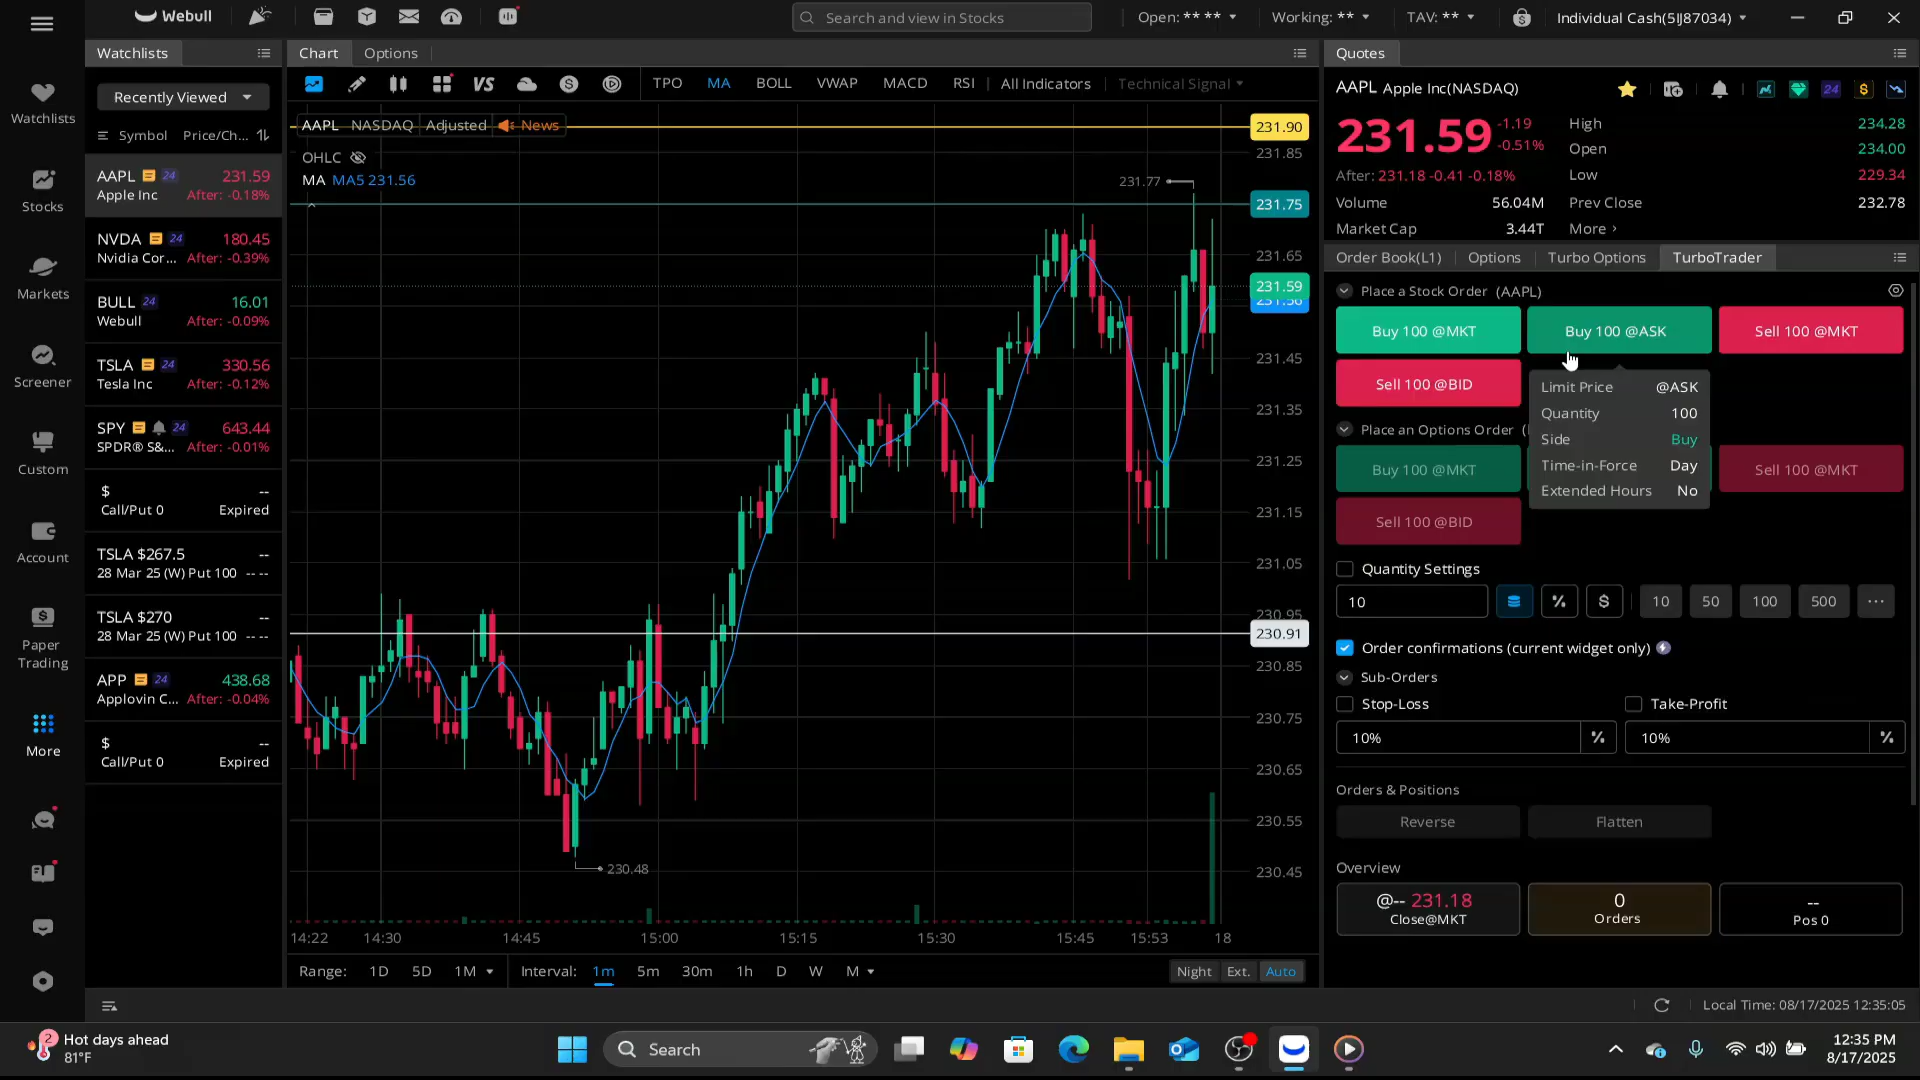 Webull
Search and view in Stocks
Open: ** **
Working: **
TAV: **
Individual Cash(5IJ87034)
Watchlists
Stocks
Markets
Screener
Custom
Account
Paper
Trading
More
Watchlists
Recently Viewed
Symbol Price/Ch...
AAPL 24 231.59
Apple Inc After: -0.18%
NVDA 24 180.45
Nvidia Cor... After: -0.39%
BULL 24 16.01
Webull After: -0.09%
TSLA 24 330.56
Tesla Inc After: -0.12%
SPY 24 643.44
SPDR® S&... After: -0.01%
$ --
Call/Put 0 Expired
TSLA $267.5 --
28 Mar 25 (W) Put 100 -- --
TSLA $270 --
28 Mar 25 (W) Put 100 -- --
APP 24 438.68
Applovin C... After: -0.04%
$ --
Call/Put 0 Expired
Chart Options
VS TPO MA BOLL VWAP MACD RSI All Indicators Technical Signal
AAPL NASDAQ Adjusted News
OHLC
MA MA5 231.56
231.77
230.48
231.90
231.85
231.75
231.65
231.59
231.56
231.45
231.35
231.25
231.15
231.05
230.95
230.91
230.85
230.75
230.65
230.55
230.45
14:22 14:30 14:45 15:00 15:15 15:30 15:45 15:53 18
Range: 1D 5D 1M Interval: 1m 5m 30m 1h D W M Night Ext. Auto
Quotes
AAPL Apple Inc(NASDAQ) 24 $
231.59 -1.19
-0.51%
After: 231.18 -0.41 -0.18%
High 234.28
Open 234.00
Low 229.34
Volume 56.04M Prev Close 232.78
Market Cap 3.44T More
Order Book(L1) Options Turbo Options TurboTrader
Place a Stock Order (AAPL)
Buy 100 @MKT Buy 100 @ASK Sell 100 @MKT
Sell 100 @BID
Limit Price @ASK
Quantity 100
Side Buy
Time-in-Force Day
Extended Hours No
Place an Options Order (
Buy 100 @MKT Sell 100 @MKT
Sell 100 @BID
Quantity Settings
10 % $ 10 50 100 500 ...
Order confirmations (current widget only)
Sub-Orders
Stop-Loss Take-Profit
10% % 10% %
Orders & Positions
Reverse Flatten
Overview
@-- 231.18 0 --
Close@MKT Orders Pos 0
Local Time: 08/17/2025 12:35:05
2
Hot days ahead
81°F
Search
12:35 PM
8/17/2025